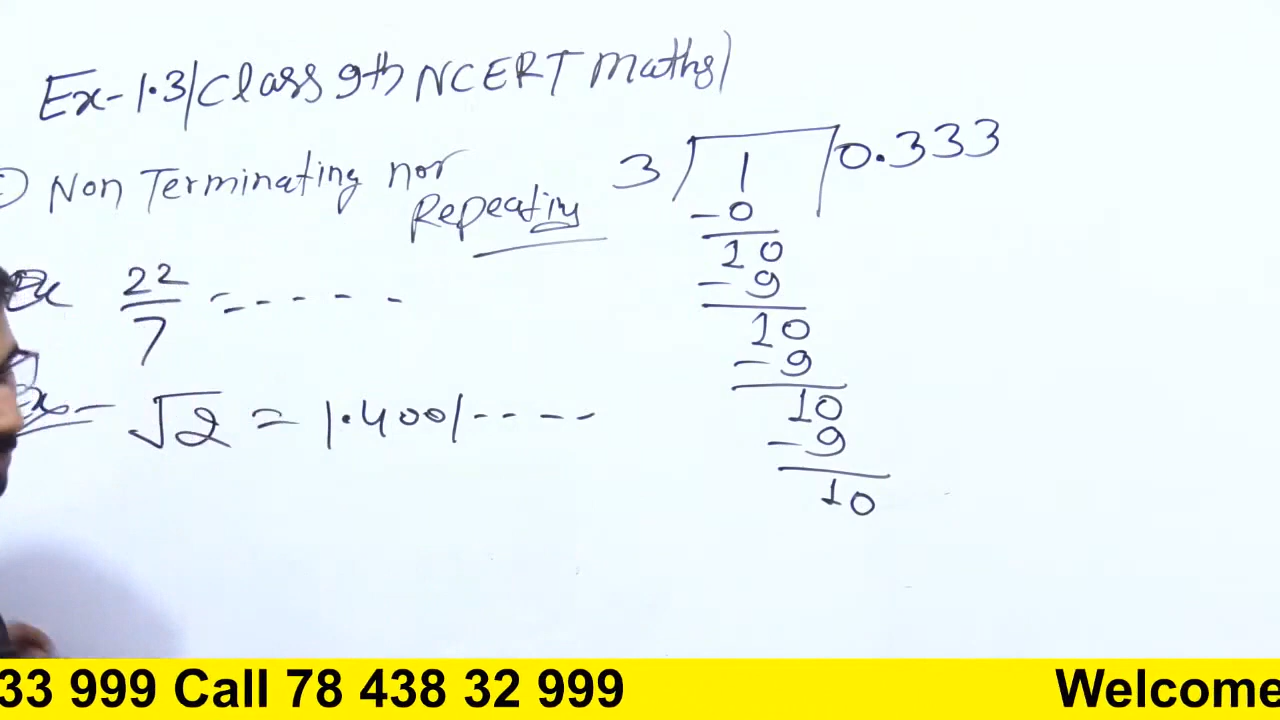 Ex-1.3/Class 9th NCERT Maths)
Non Terminating nor
Repeating
Ex 22/7 = - - - - -
Ex- √2 = 1.4001 - - - -
3) 1 ) 0.333
-0
10
-9
10
-9
10
-9
10
33 999 Call 78 438 32 999 Welcome